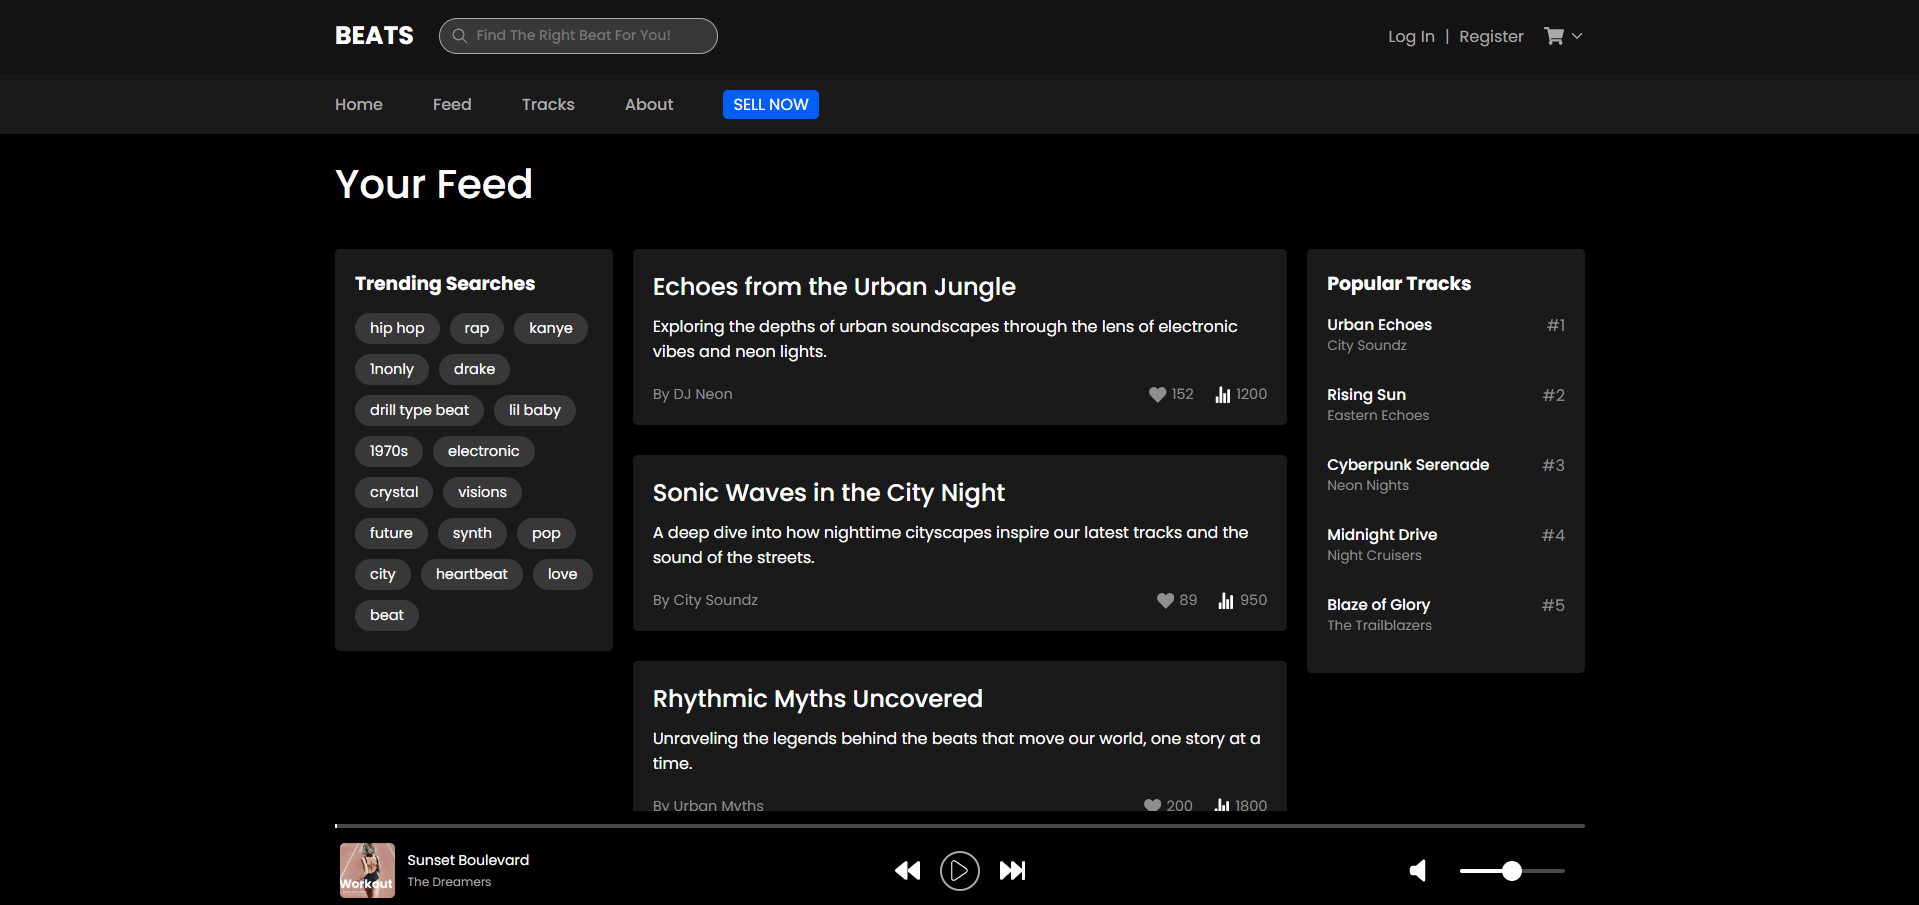 BEATS
Find The Right Beat For You!
Log In | Register
Home
Feed
Tracks
About
SELL NOW
Your Feed
Trending Searches
hip hop
rap
kanye
1nonly
drake
drill type beat
lil baby
1970s
electronic
crystal
visions
future
synth
pop
city
heartbeat
love
beat
Echoes from the Urban Jungle
Exploring the depths of urban soundscapes through the lens of electronic
vibes and neon lights.
By DJ Neon
152
1200
Sonic Waves in the City Night
A deep dive into how nighttime cityscapes inspire our latest tracks and the
sound of the streets.
By City Soundz
89
950
Rhythmic Myths Uncovered
Unraveling the legends behind the beats that move our world, one story at a
time.
By Urban Myths
200
1800
Popular Tracks
Urban Echoes
#1
City Soundz
Rising Sun
#2
Eastern Echoes
Cyberpunk Serenade
#3
Neon Nights
Midnight Drive
#4
Night Cruisers
Blaze of Glory
#5
The Trailblazers
Workout
Sunset Boulevard
The Dreamers